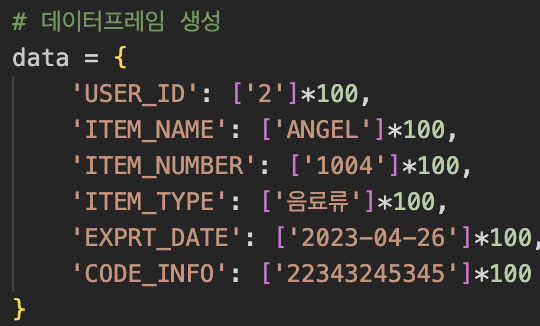 # 데이터프레임 생성
data = {
    'USER_ID': ['2']*100,
    'ITEM_NAME': ['ANGEL']*100,
    'ITEM_NUMBER': ['1004']*100,
    'ITEM_TYPE': ['음료류']*100,
    'EXPRT_DATE': ['2023-04-26']*100,
    'CODE_INFO': ['22343245345']*100
}